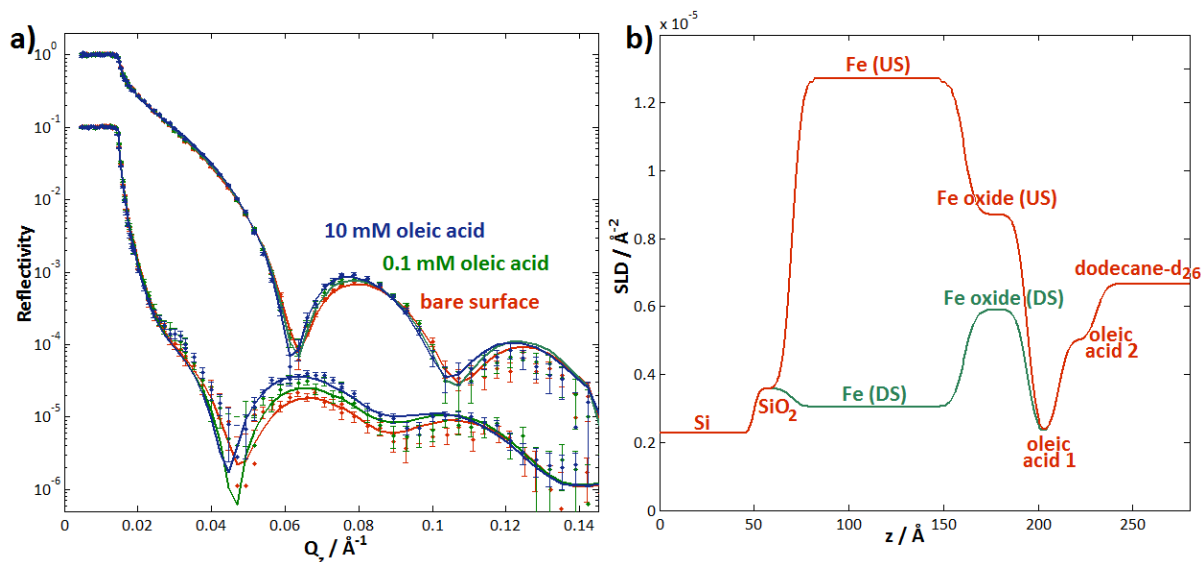 a)
10⁰
10⁻¹
10⁻²
10⁻³
10⁻⁴
10⁻⁵
10⁻⁶
Reflectivity
10 mM oleic acid
0.1 mM oleic acid
bare surface
0 0.02 0.04 0.06 0.08 0.1 0.12 0.14
Q_z / Å⁻¹
b)
x 10⁻⁵
1.2
1
0.8
0.6
0.4
0.2
0
SLD / Å⁻²
Fe (US)
Fe oxide (US)
dodecane-d₂₆
Fe oxide (DS)
oleic
acid 2
SiO₂
Fe (DS)
Si
oleic
acid 1
0 50 100 150 200 250
z / Å